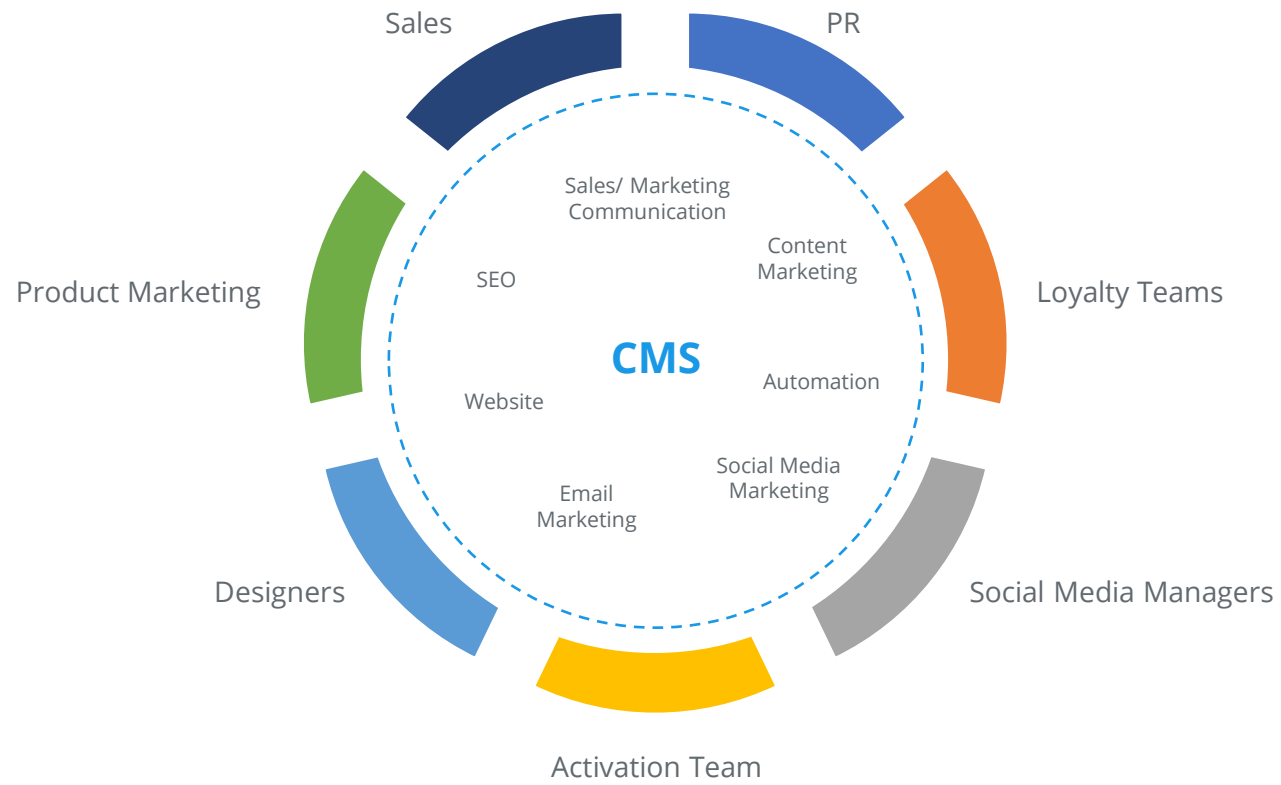 Sales
PR
Sales/ Marketing
Communication
Content
Marketing
SEO
Product Marketing
Loyalty Teams
CMS
Automation
Website
Social Media
Marketing
Email
Marketing
Designers
Social Media Managers
Activation Team